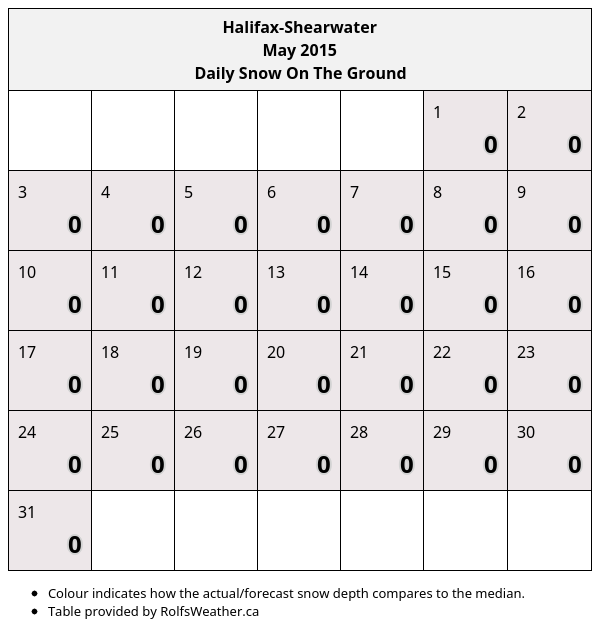 Halifax-Shearwater
May 2015
Daily Snow On The Ground
1 2
0 0
3 4 5 6 7 8 9
0 0 0 0 0 0 0
10 11 12 13 14 15 16
0 0 0 0 0 0 0
17 18 19 20 21 22 23
0 0 0 0 0 0 0
24 25 26 27 28 29 30
0 0 0 0 0 0 0
31
0
• Colour indicates how the actual/forecast snow depth compares to the median.
• Table provided by RolfsWeather.ca